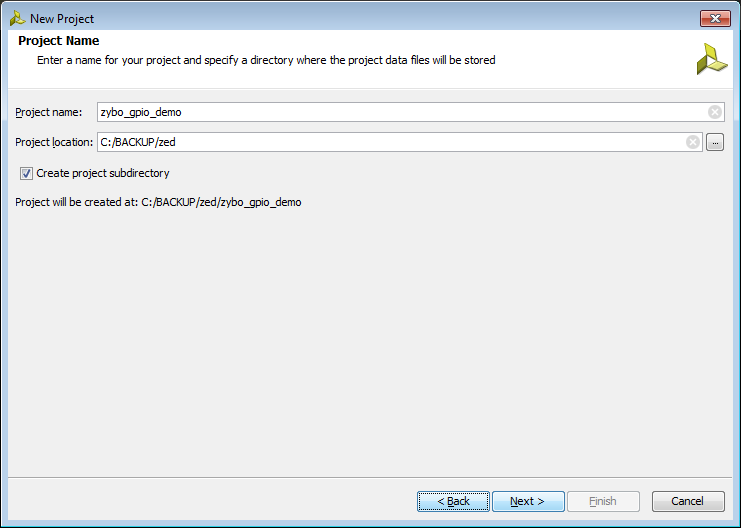 New Project
Project Name
Enter a name for your project and specify a directory where the project data files will be stored
Project name: zybo_gpio_demo
Project location: C:/BACKUP/zed ...
Create project subdirectory
Project will be created at: C:/BACKUP/zed/zybo_gpio_demo
< Back Next > Finish Cancel